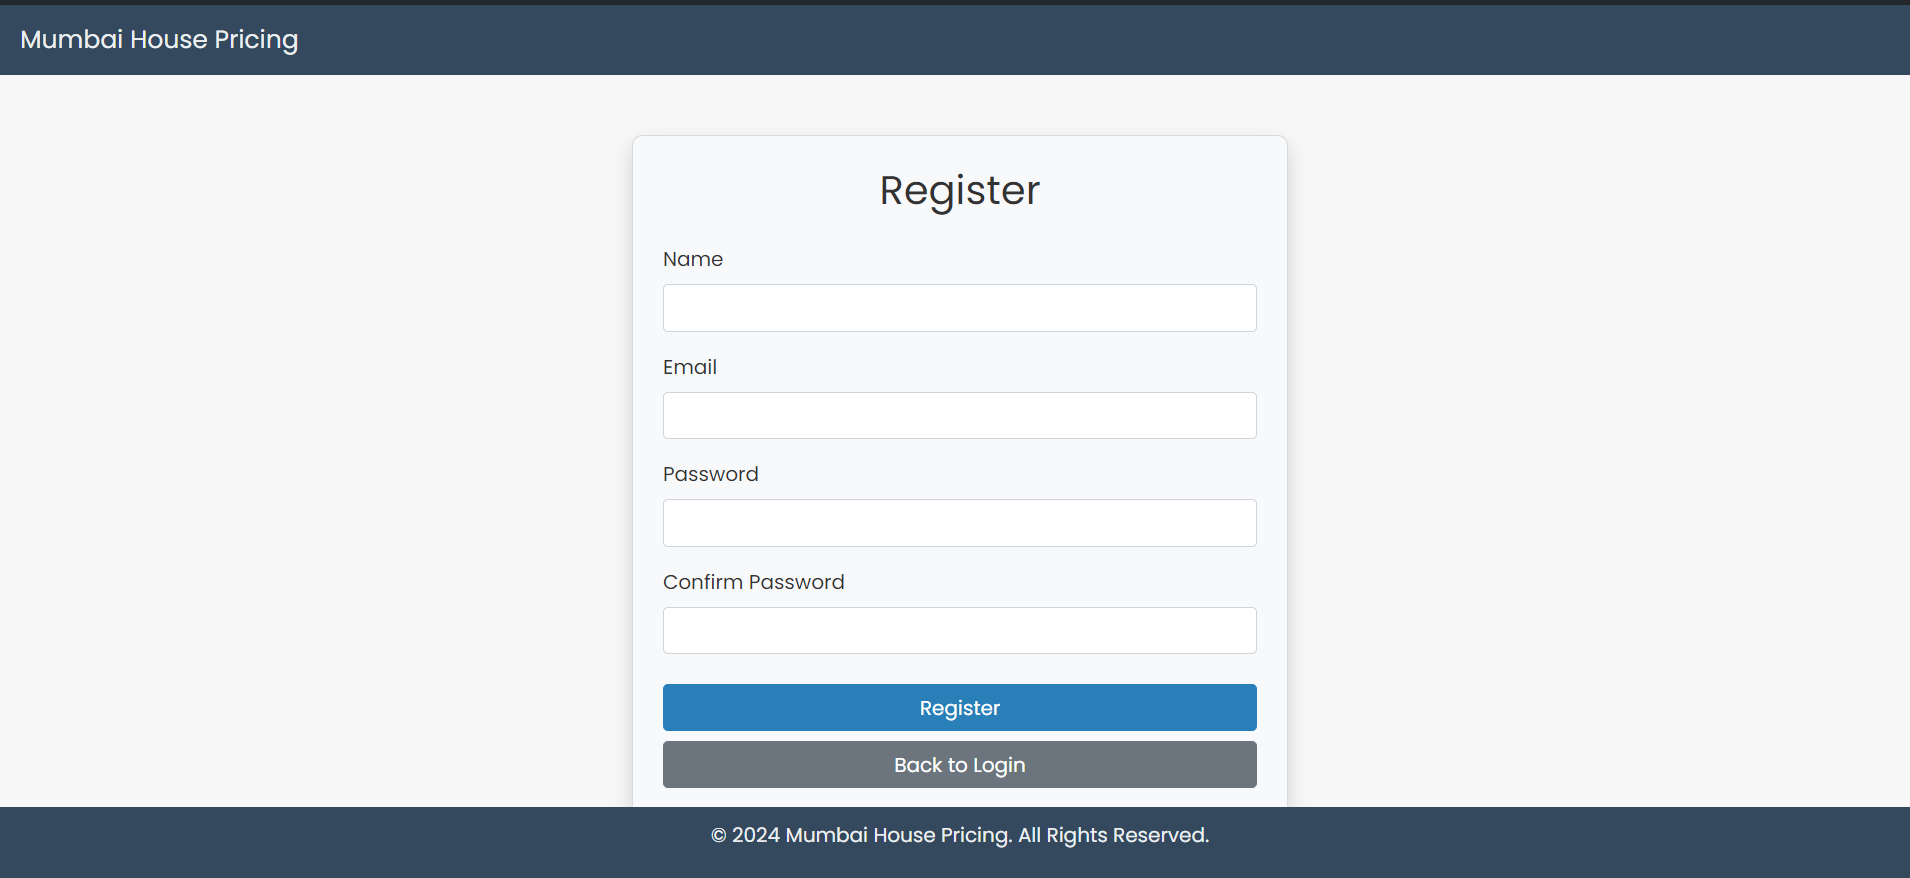 Mumbai House Pricing
Register
Name
Email
Password
Confirm Password
Register
Back to Login
© 2024 Mumbai House Pricing. All Rights Reserved.